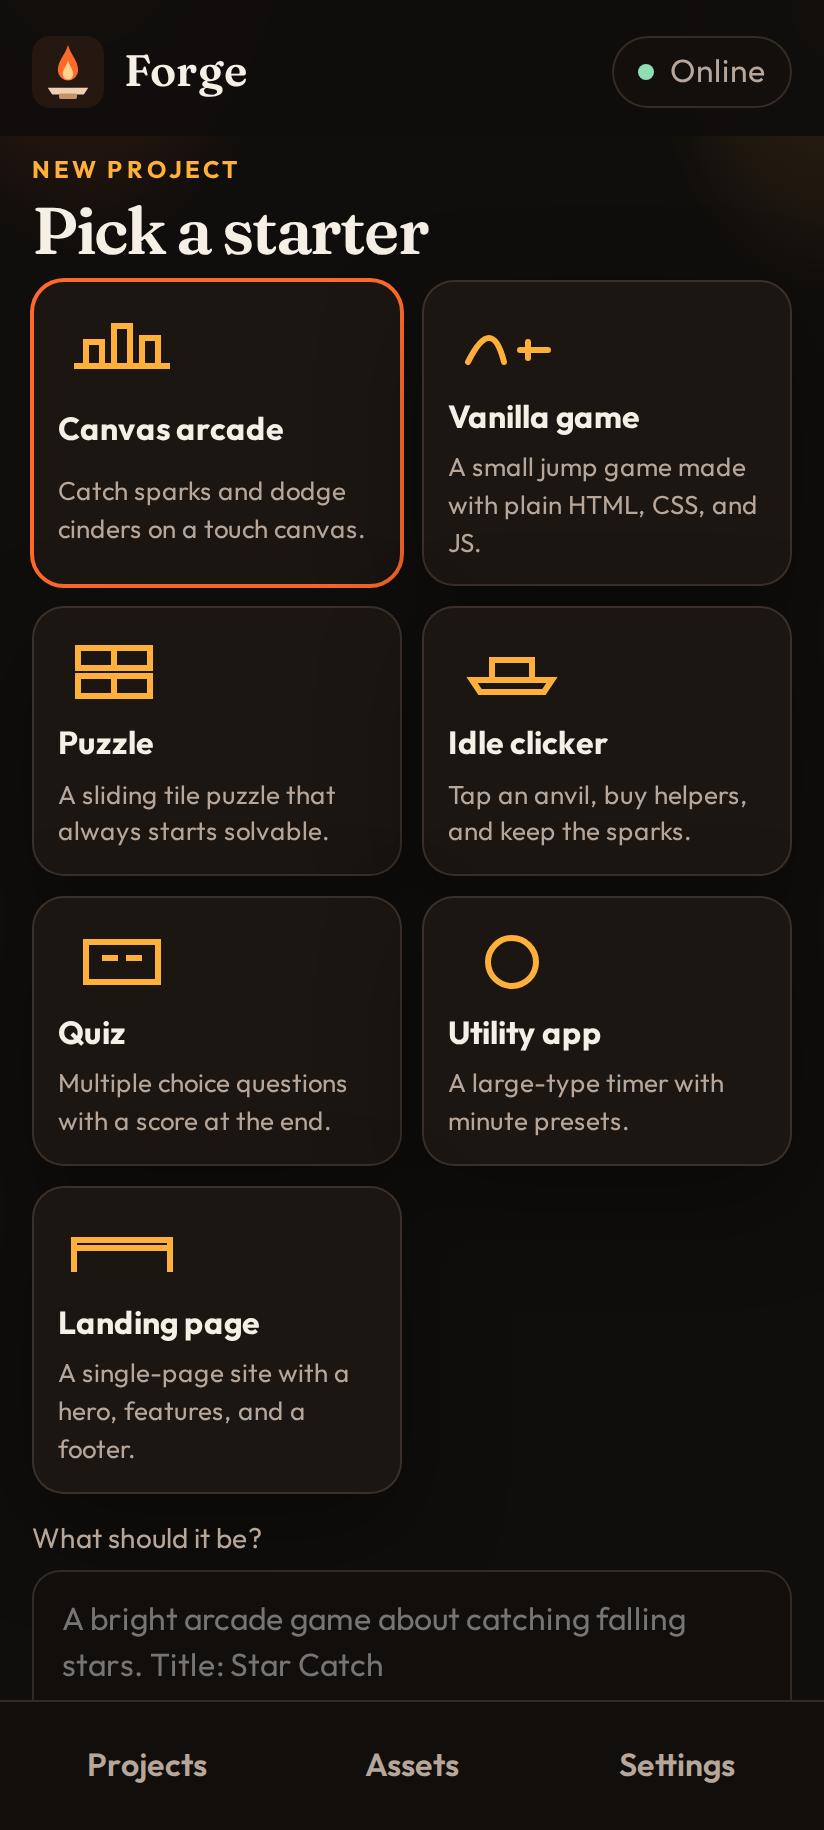 Forge
Online
NEW PROJECT
Pick a starter
Canvas arcade
Catch sparks and dodge
cinders on a touch canvas.
Vanilla game
A small jump game made
with plain HTML, CSS, and
JS.
Puzzle
A sliding tile puzzle that
always starts solvable.
Idle clicker
Tap an anvil, buy helpers,
and keep the sparks.
Quiz
Multiple choice questions
with a score at the end.
Utility app
A large-type timer with
minute presets.
Landing page
A single-page site with a
hero, features, and a
footer.
What should it be?
A bright arcade game about catching falling
stars. Title: Star Catch
Projects
Assets
Settings